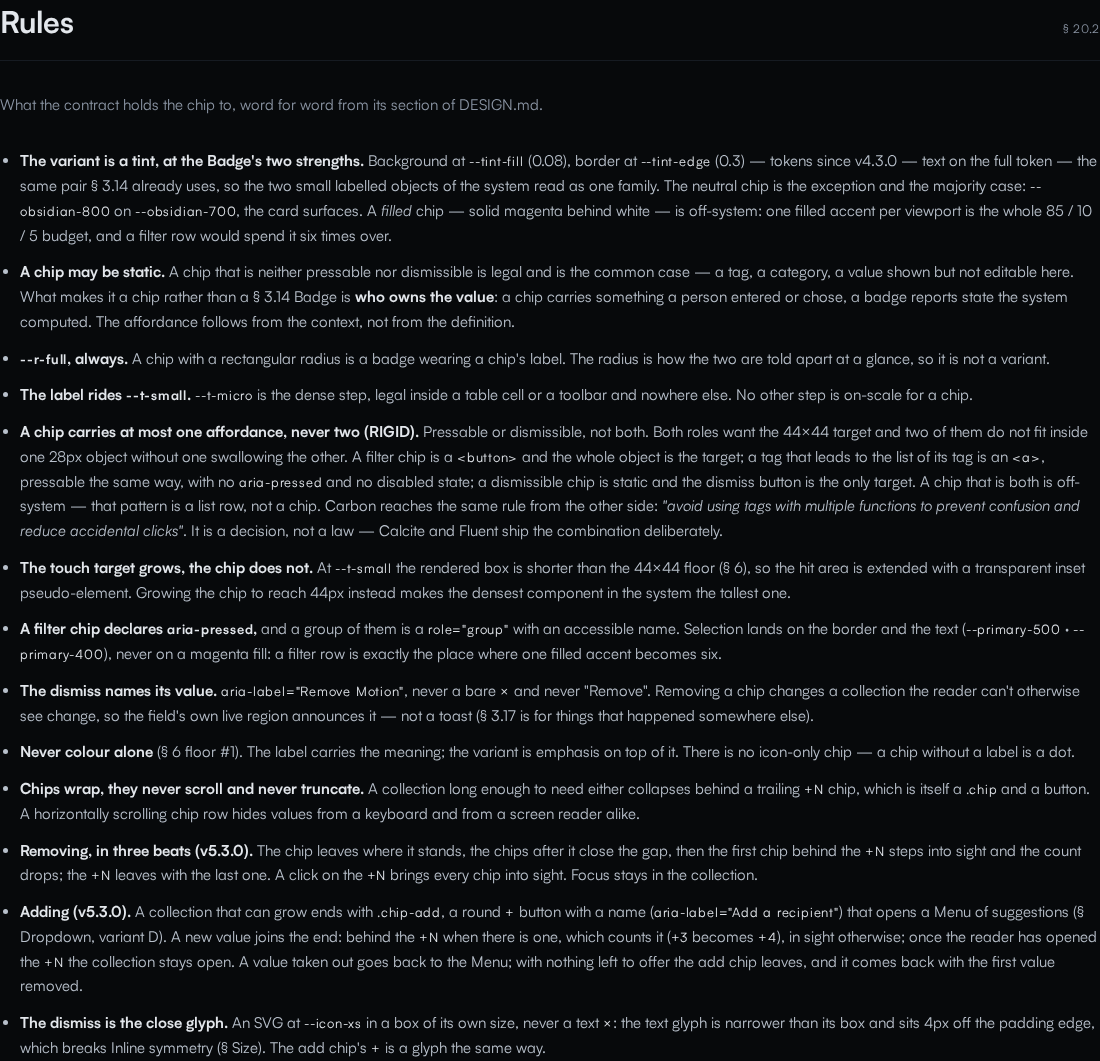 Rules
§ 20.2
What the contract holds the chip to, word for word from its section of DESIGN.md.
• The variant is a tint, at the Badge's two strengths. Background at --tint-fill (0.08), border at --tint-edge (0.3) — tokens since v4.3.0 — text on the full token — the
same pair § 3.14 already uses, so the two small labelled objects of the system read as one family. The neutral chip is the exception and the majority case: --
obsidian-800 on --obsidian-700, the card surfaces. A filled chip — solid magenta behind white — is off-system: one filled accent per viewport is the whole 85 / 10
/ 5 budget, and a filter row would spend it six times over.
• A chip may be static. A chip that is neither pressable nor dismissible is legal and is the common case — a tag, a category, a value shown but not editable here.
What makes it a chip rather than a § 3.14 Badge is who owns the value: a chip carries something a person entered or chose, a badge reports state the system
computed. The affordance follows from the context, not from the definition.
• --r-full, always. A chip with a rectangular radius is a badge wearing a chip's label. The radius is how the two are told apart at a glance, so it is not a variant.
• The label rides --t-small. --t-micro is the dense step, legal inside a table cell or a toolbar and nowhere else. No other step is on-scale for a chip.
• A chip carries at most one affordance, never two (RIGID). Pressable or dismissible, not both. Both roles want the 44×44 target and two of them do not fit inside
one 28px object without one swallowing the other. A filter chip is a <button> and the whole object is the target; a tag that leads to the list of its tag is an <a>,
pressable the same way, with no aria-pressed and no disabled state; a dismissible chip is static and the dismiss button is the only target. A chip that is both is off-
system — that pattern is a list row, not a chip. Carbon reaches the same rule from the other side: "avoid using tags with multiple functions to prevent confusion and
reduce accidental clicks". It is a decision, not a law — Calcite and Fluent ship the combination deliberately.
• The touch target grows, the chip does not. At --t-small the rendered box is shorter than the 44×44 floor (§ 6), so the hit area is extended with a transparent inset
pseudo-element. Growing the chip to reach 44px instead makes the densest component in the system the tallest one.
• A filter chip declares aria-pressed, and a group of them is a role="group" with an accessible name. Selection lands on the border and the text (--primary-500 · --
primary-400), never on a magenta fill: a filter row is exactly the place where one filled accent becomes six.
• The dismiss names its value. aria-label="Remove Motion", never a bare × and never "Remove". Removing a chip changes a collection the reader can't otherwise
see change, so the field's own live region announces it — not a toast (§ 3.17 is for things that happened somewhere else).
• Never colour alone (§ 6 floor #1). The label carries the meaning; the variant is emphasis on top of it. There is no icon-only chip — a chip without a label is a dot.
• Chips wrap, they never scroll and never truncate. A collection long enough to need either collapses behind a trailing +N chip, which is itself a .chip and a button.
A horizontally scrolling chip row hides values from a keyboard and from a screen reader alike.
• Removing, in three beats (v5.3.0). The chip leaves where it stands, the chips after it close the gap, then the first chip behind the +N steps into sight and the count
drops; the +N leaves with the last one. A click on the +N brings every chip into sight. Focus stays in the collection.
• Adding (v5.3.0). A collection that can grow ends with .chip-add, a round + button with a name (aria-label="Add a recipient") that opens a Menu of suggestions (§
Dropdown, variant D). A new value joins the end: behind the +N when there is one, which counts it (+3 becomes +4), in sight otherwise; once the reader has opened
the +N the collection stays open. A value taken out goes back to the Menu; with nothing left to offer the add chip leaves, and it comes back with the first value
removed.
• The dismiss is the close glyph. An SVG at --icon-xs in a box of its own size, never a text ×: the text glyph is narrower than its box and sits 4px off the padding edge,
which breaks Inline symmetry (§ Size). The add chip's + is a glyph the same way.